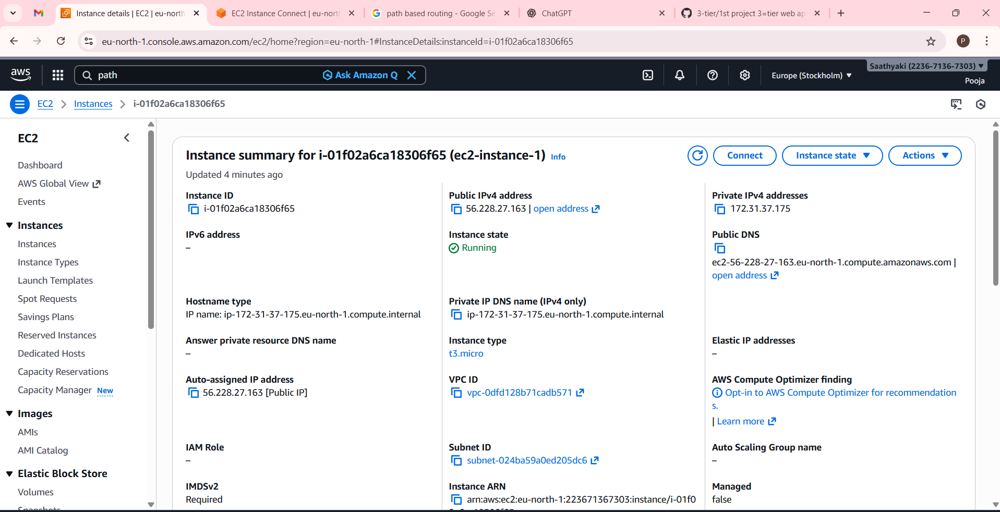 Instance details | EC2 | eu-north
EC2 Instance Connect | eu-north
path based routing - Google Se
ChatGPT
3-tier/1st project 3=tier web ap
eu-north-1.console.aws.amazon.com/ec2/home?region=eu-north-1#InstanceDetails:instanceId=i-01f02a6ca18306f65
P
aws
path
Ask Amazon Q
Europe (Stockholm)
Saathyaki (2236-7136-7303)
Pooja
EC2
Instances
i-01f02a6ca18306f65
EC2
Dashboard
AWS Global View
Events
Instances
Instances
Instance Types
Launch Templates
Spot Requests
Savings Plans
Reserved Instances
Dedicated Hosts
Capacity Reservations
Capacity Manager New
Images
AMIs
AMI Catalog
Elastic Block Store
Volumes
Snapshots
Instance summary for i-01f02a6ca18306f65 (ec2-instance-1) Info
Updated 4 minutes ago
Connect
Instance state
Actions
Instance ID
i-01f02a6ca18306f65
Public IPv4 address
56.228.27.163 | open address
Private IPv4 addresses
172.31.37.175
IPv6 address
–
Instance state
Running
Public DNS
ec2-56-228-27-163.eu-north-1.compute.amazonaws.com |
open address
Hostname type
IP name: ip-172-31-37-175.eu-north-1.compute.internal
Private IP DNS name (IPv4 only)
ip-172-31-37-175.eu-north-1.compute.internal
Answer private resource DNS name
–
Instance type
t3.micro
Elastic IP addresses
–
Auto-assigned IP address
56.228.27.163 [Public IP]
VPC ID
vpc-0dfd128b71cadb571
AWS Compute Optimizer finding
Opt-in to AWS Compute Optimizer for recommendation
s.
| Learn more
IAM Role
–
Subnet ID
subnet-024ba59a0ed205dc6
Auto Scaling Group name
–
IMDSv2
Required
Instance ARN
arn:aws:ec2:eu-north-1:223671367303:instance/i-01f0
Managed
false